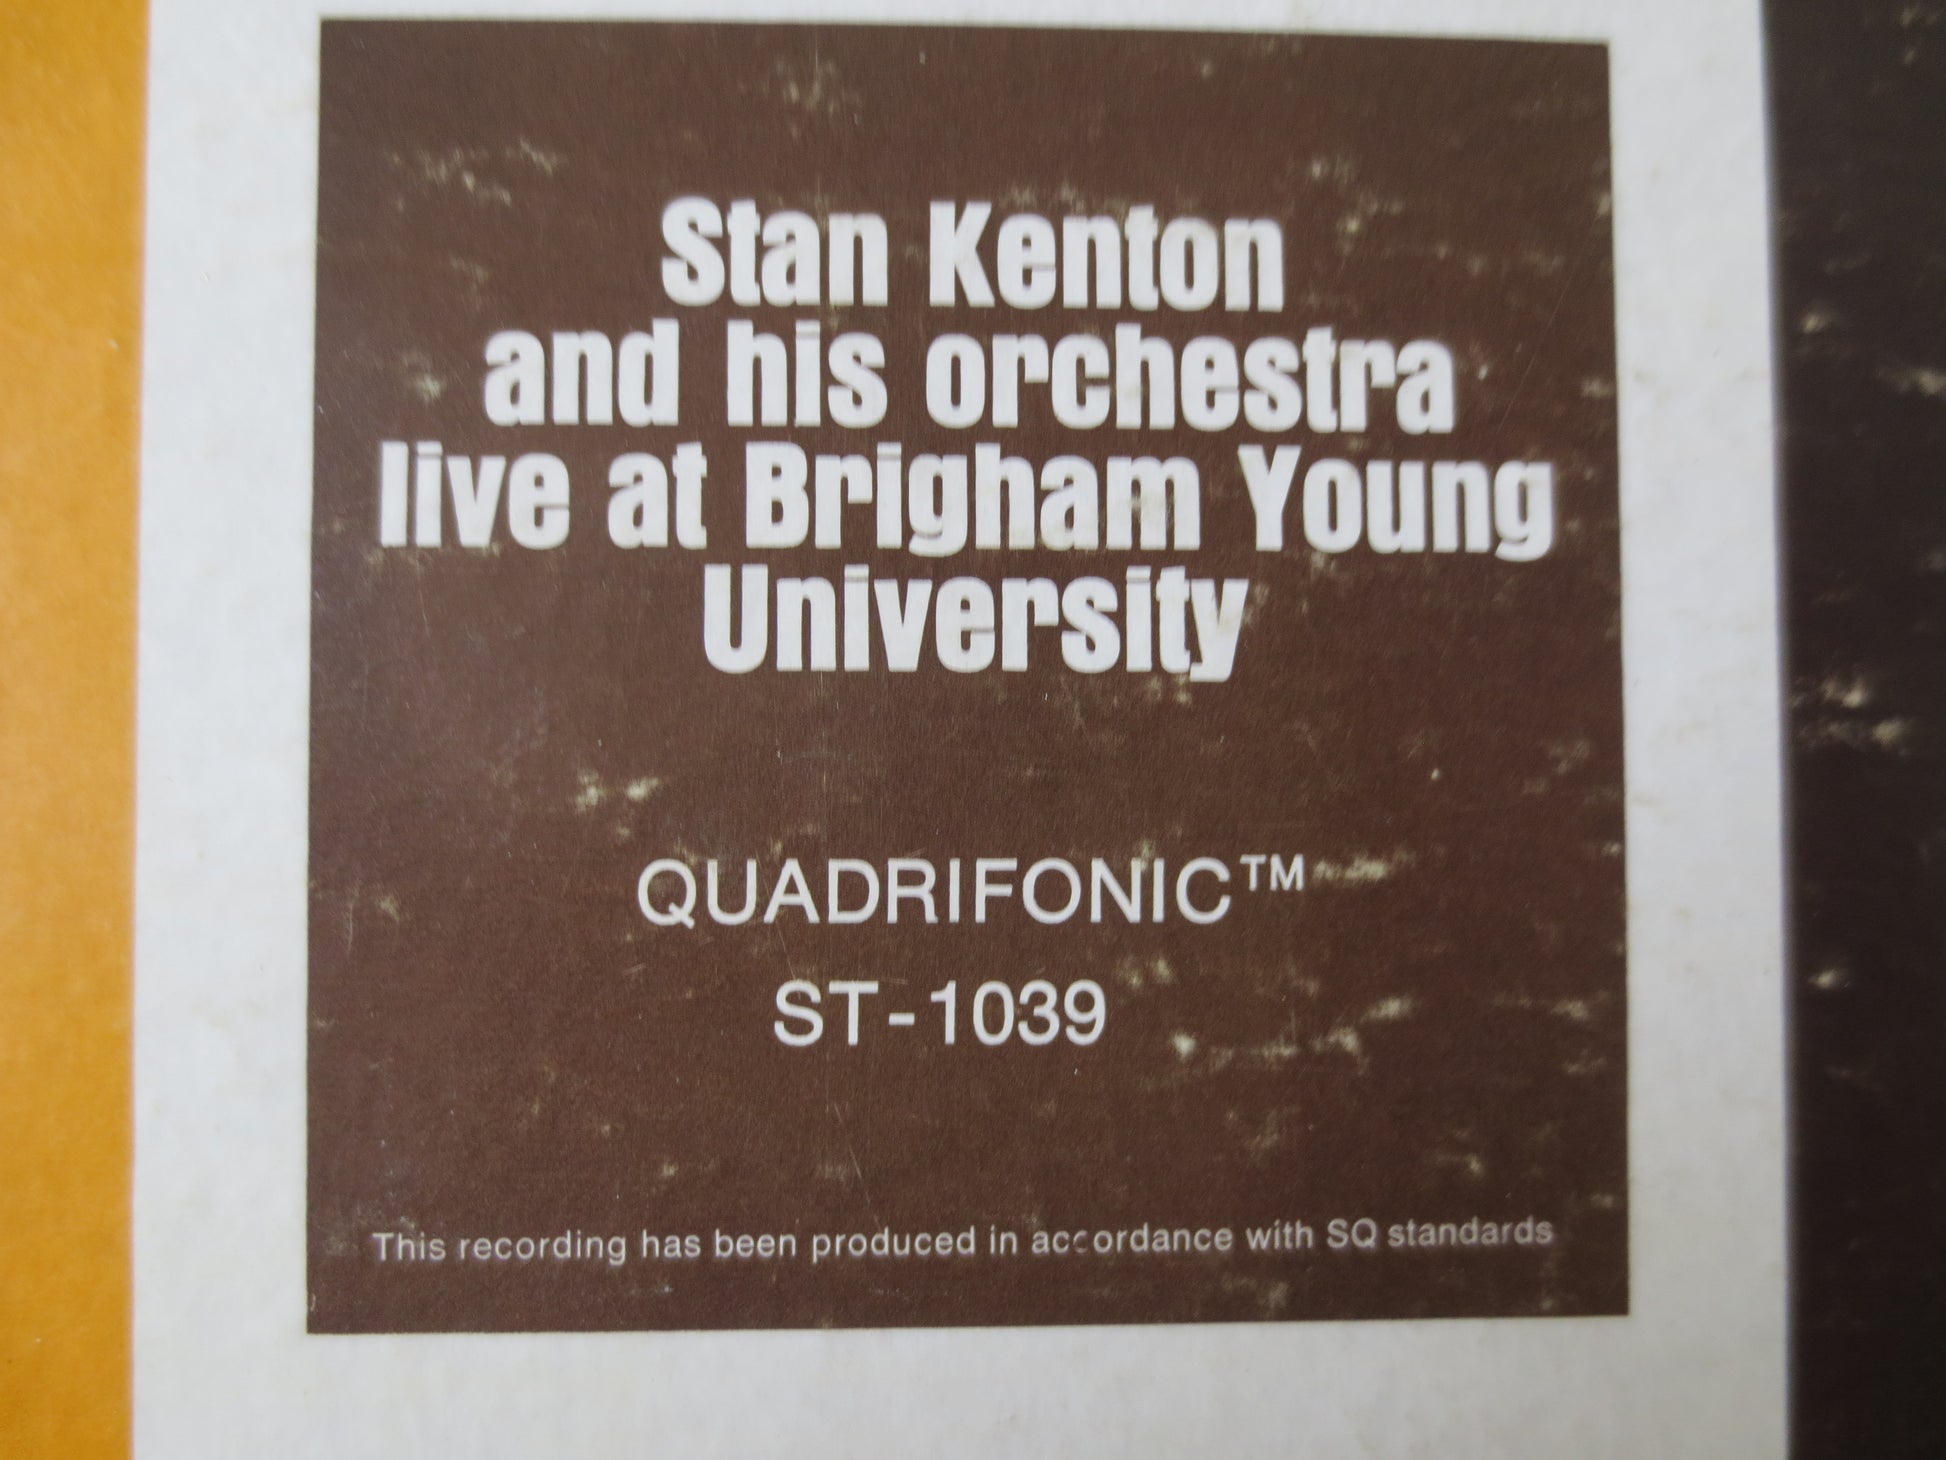 Stan Kenton
and his orchestra
live at Brigham Young
University
QUADRIFONIC™
ST-1039
This recording has been produced in accordance with SQ standards